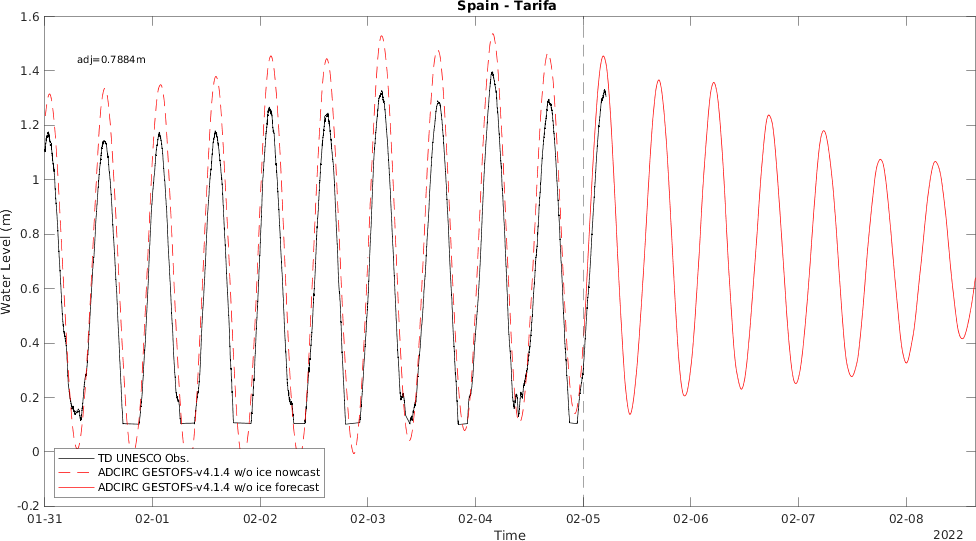 Spain - Tarifa
adj=0.7884m
1.6
1.4
1.2
1
0.8
0.6
0.4
0.2
0
-0.2
Water Level (m)
TD UNESCO Obs.
ADCIRC GESTOFS-v4.1.4 w/o ice nowcast
ADCIRC GESTOFS-v4.1.4 w/o ice forecast
01-31 02-01 02-02 02-03 02-04 02-05 02-06 02-07 02-08
Time
2022